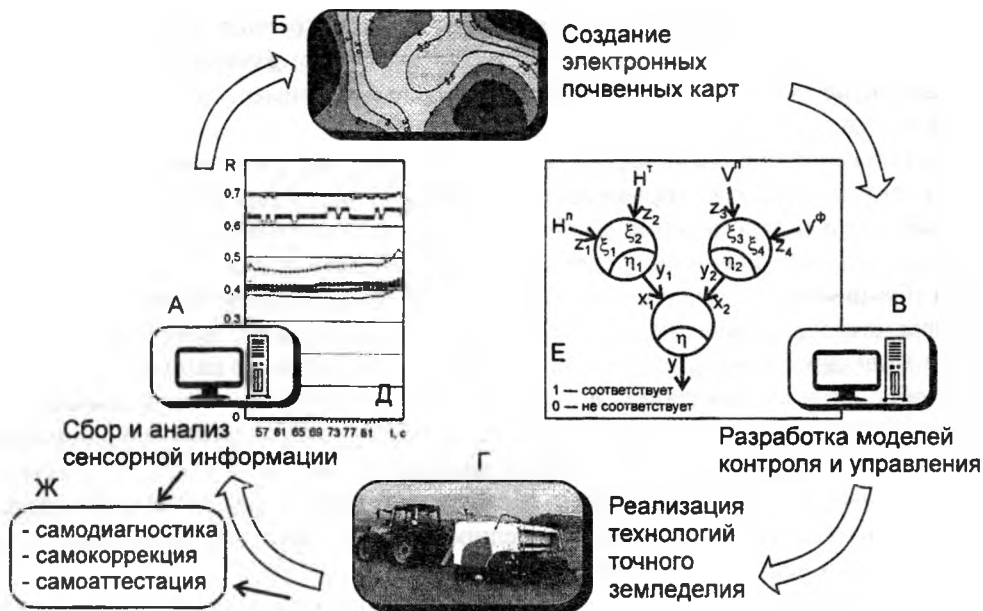 Б
Создание
электронных
почвенных карт
R
0,7
0,6
0,5
0,4
0,3
0
57 61 65 69 73 77 81 t, с
А
Д
Сбор и анализ
сенсорной информации
Hᵀ
Vᴨ
Hᴨ
Vᶲ
z₁
z₂
z₃
z₄
ξ₁
ξ₂
ξ₃
ξ₄
η₁
η₂
y₁
y₂
x₁
x₂
η
y
Е
1 — соответствует
0 — не соответствует
В
Разработка моделей
контроля и управления
Г
Реализация
технологий
точного
земледелия
Ж
- самодиагностика
- самокоррекция
- самоаттестация